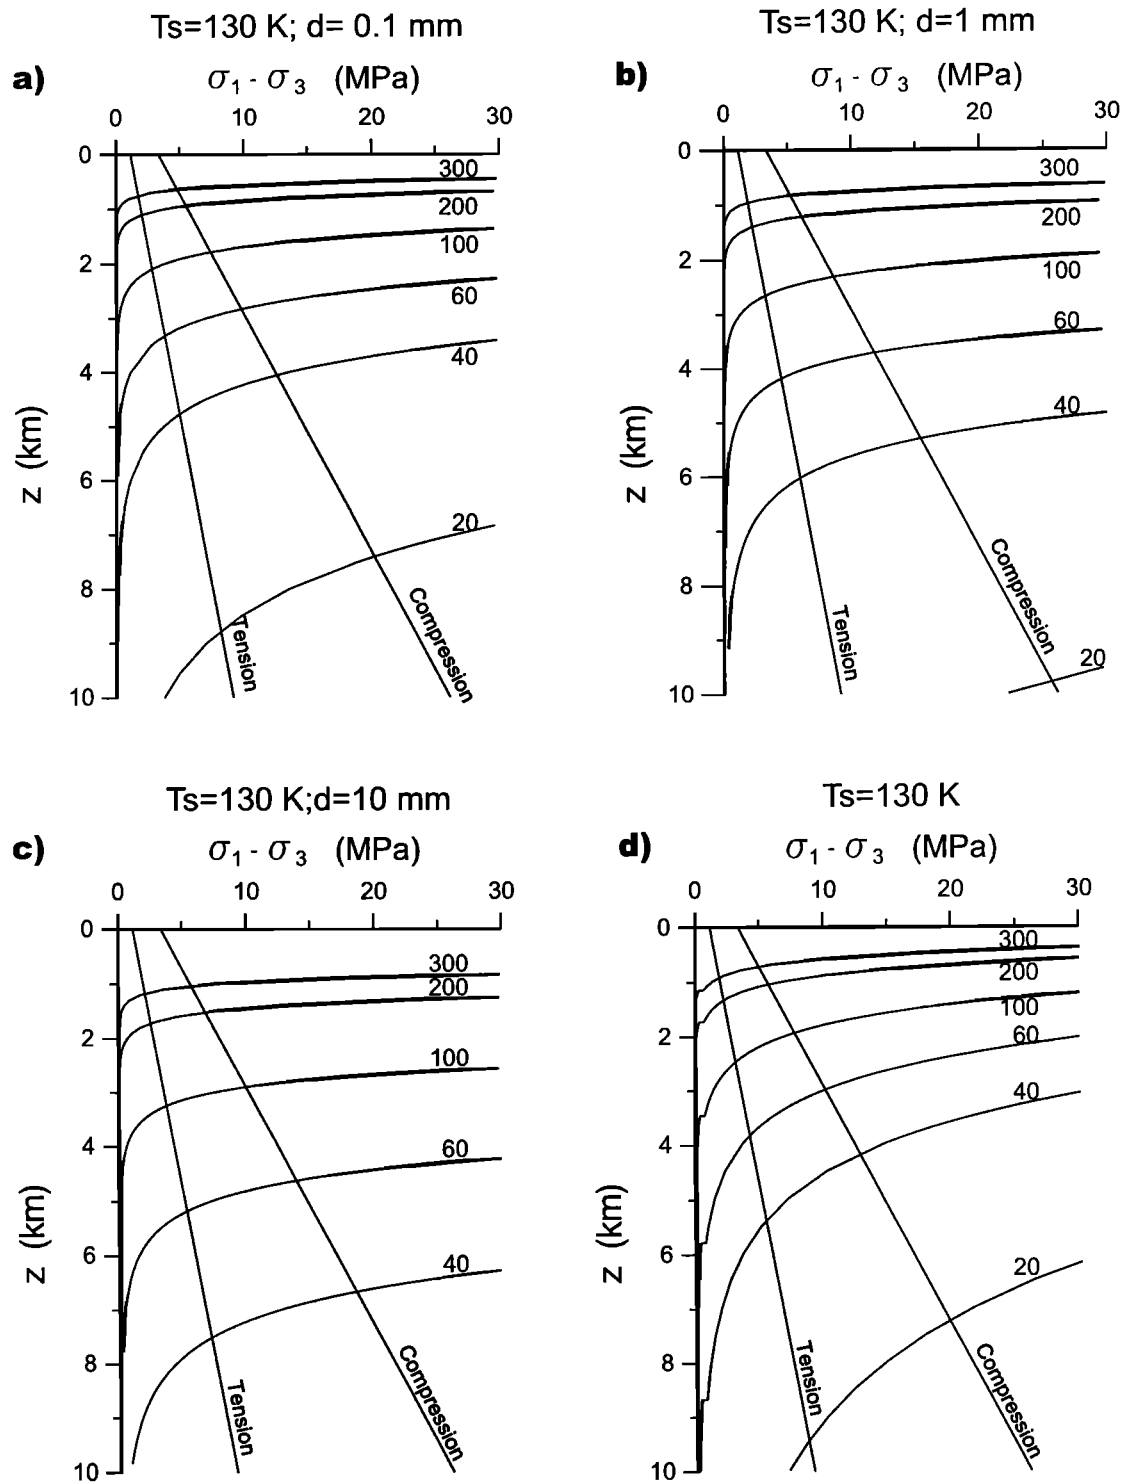 Ts=130 K; d= 0.1 mm
a) σ1 - σ3 (MPa)
0 10 20 30
0
2
4
6
8
10
z (km)
300
200
100
60
40
20
Tension
Compression
Ts=130 K; d=1 mm
b) σ1 - σ3 (MPa)
0 10 20 30
0
2
4
6
8
10
z (km)
300
200
100
60
40
20
Tension
Compression
Ts=130 K;d=10 mm
c) σ1 - σ3 (MPa)
0 10 20 30
0
2
4
6
8
10
z (km)
300
200
100
60
40
Tension
Compression
Ts=130 K
d) σ1 - σ3 (MPa)
0 10 20 30
0
2
4
6
8
10
z (km)
300
200
100
60
40
20
Tension
Compression